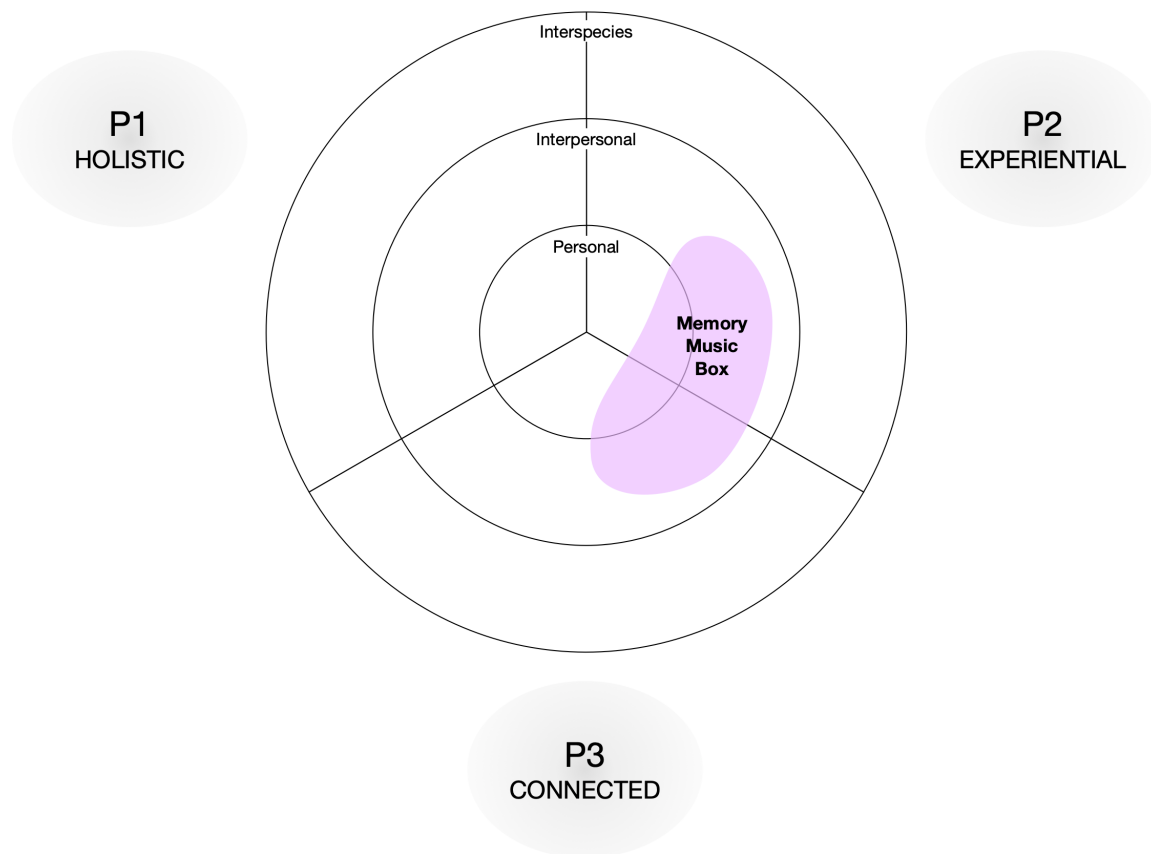 Interspecies
P1
HOLISTIC
P2
EXPERIENTIAL
Interpersonal
Personal
Memory
Music
Box
P3
CONNECTED